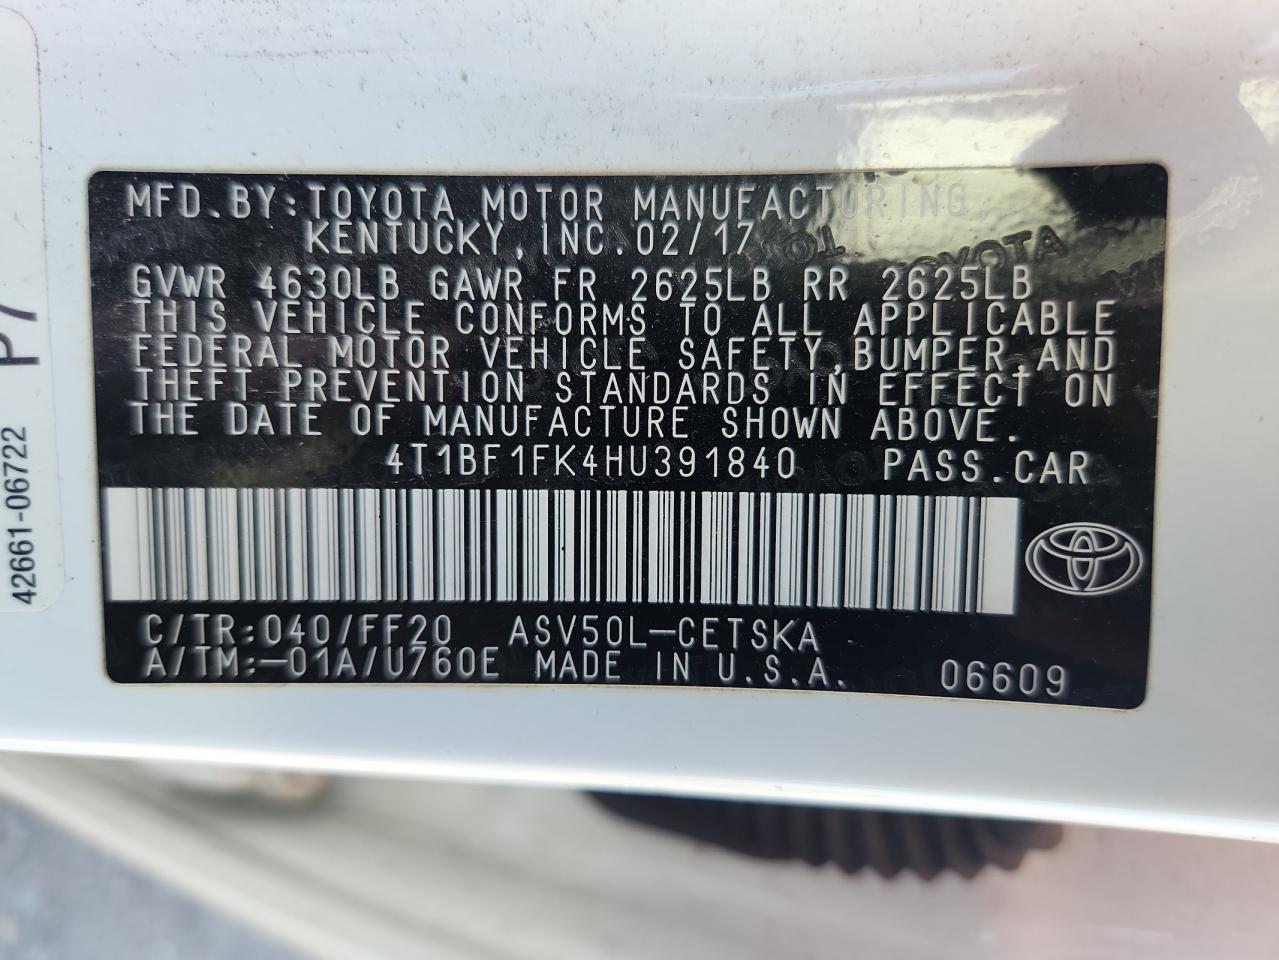 MFD.BY:TOYOTA MOTOR MANUFACTURING,
KENTUCKY,INC.02/17
GVWR 4630LB GAWR FR 2625LB RR 2625LB
THIS VEHICLE CONFORMS TO ALL APPLICABLE
FEDERAL MOTOR VEHICLE SAFETY,BUMPER,AND
THEFT PREVENTION STANDARDS IN EFFECT ON
THE DATE OF MANUFACTURE SHOWN ABOVE.
4T1BF1FK4HU391840 PASS.CAR
C/TR:040/FF20 ASV50L-CETSKA
A/TM:-01A/U760E MADE IN U.S.A. 06609
42661-06722 P7
TOYOTA